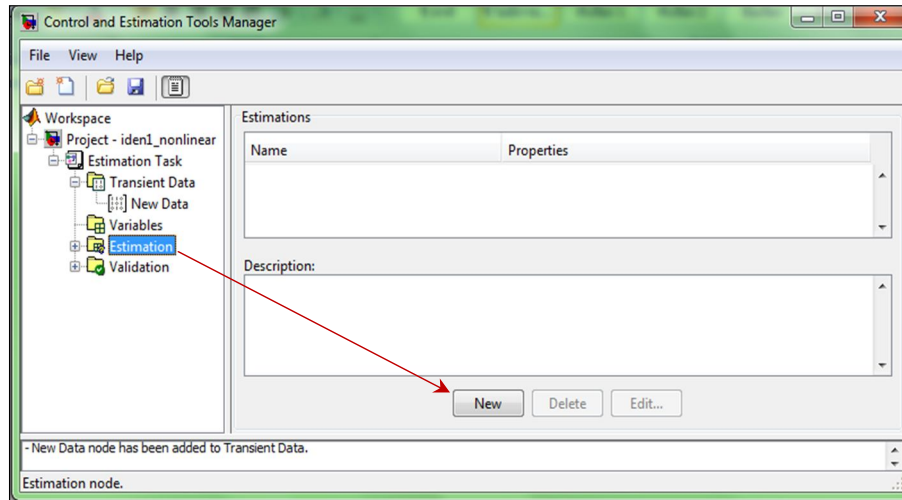 Control and Estimation Tools Manager
File View Help
Workspace
Project - iden1_nonlinear
Estimation Task
Transient Data
New Data
Variables
Estimation
Validation
Estimations
Name Properties
Description:
New Delete Edit...
- New Data node has been added to Transient Data.
Estimation node.